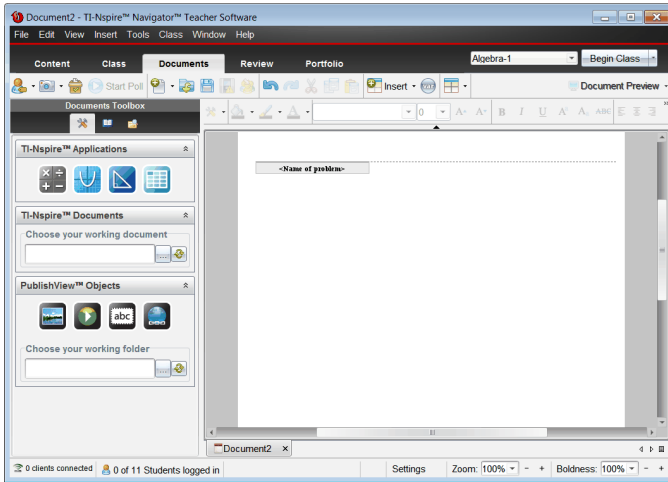 Document2 - TI-Nspire™ Navigator™ Teacher Software
File Edit View Insert Tools Class Window Help
Content Class Documents Review Portfolio Algebra-1 Begin Class
Start Poll Insert Document Preview
Documents Toolbox
0 A B I U A A ABC
TI-Nspire™ Applications
<Name of problem>
TI-Nspire™ Documents
Choose your working document
...
PublishView™ Objects
abc
Choose your working folder
...
Document2 ×
0 clients connected 0 of 11 Students logged in Settings Zoom: 100% - + Boldness: 100% - +